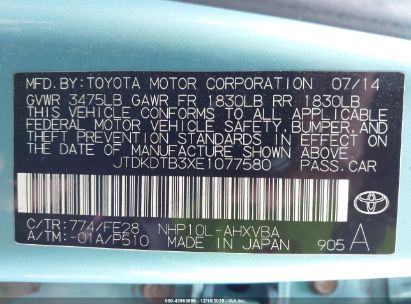 MFD.BY:TOYOTA MOTOR CORPORATION 07/14
GVWR 3475LB GAWR FR 1830LB RR 1830LB
THIS VEHICLE CONFORMS TO ALL APPLICABLE
FEDERAL MOTOR VEHICLE SAFETY, BUMPER, AND
THEFT PREVENTION STANDARDS IN EFFECT ON
THE DATE OF MANUFACTURE SHOWN ABOVE.
JTDKDTB3XE1077580 PASS.CAR
TOYOTA
C/TR:774/FE28 NHP10L-AHXVBA
A/TM:-01A/P510 MADE IN JAPAN 905 A